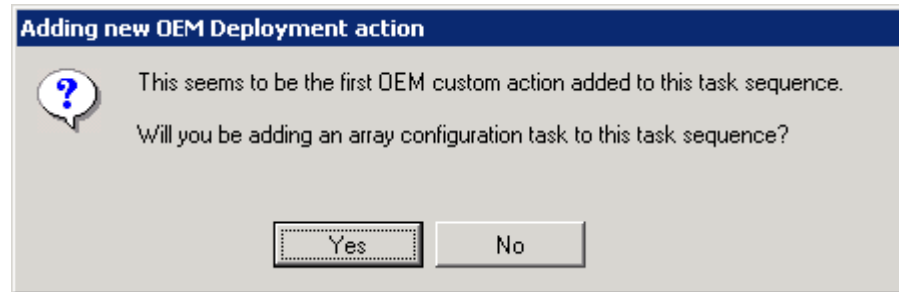 Adding new OEM Deployment action
?
This seems to be the first OEM custom action added to this task sequence.
Will you be adding an array configuration task to this task sequence?
Yes
No